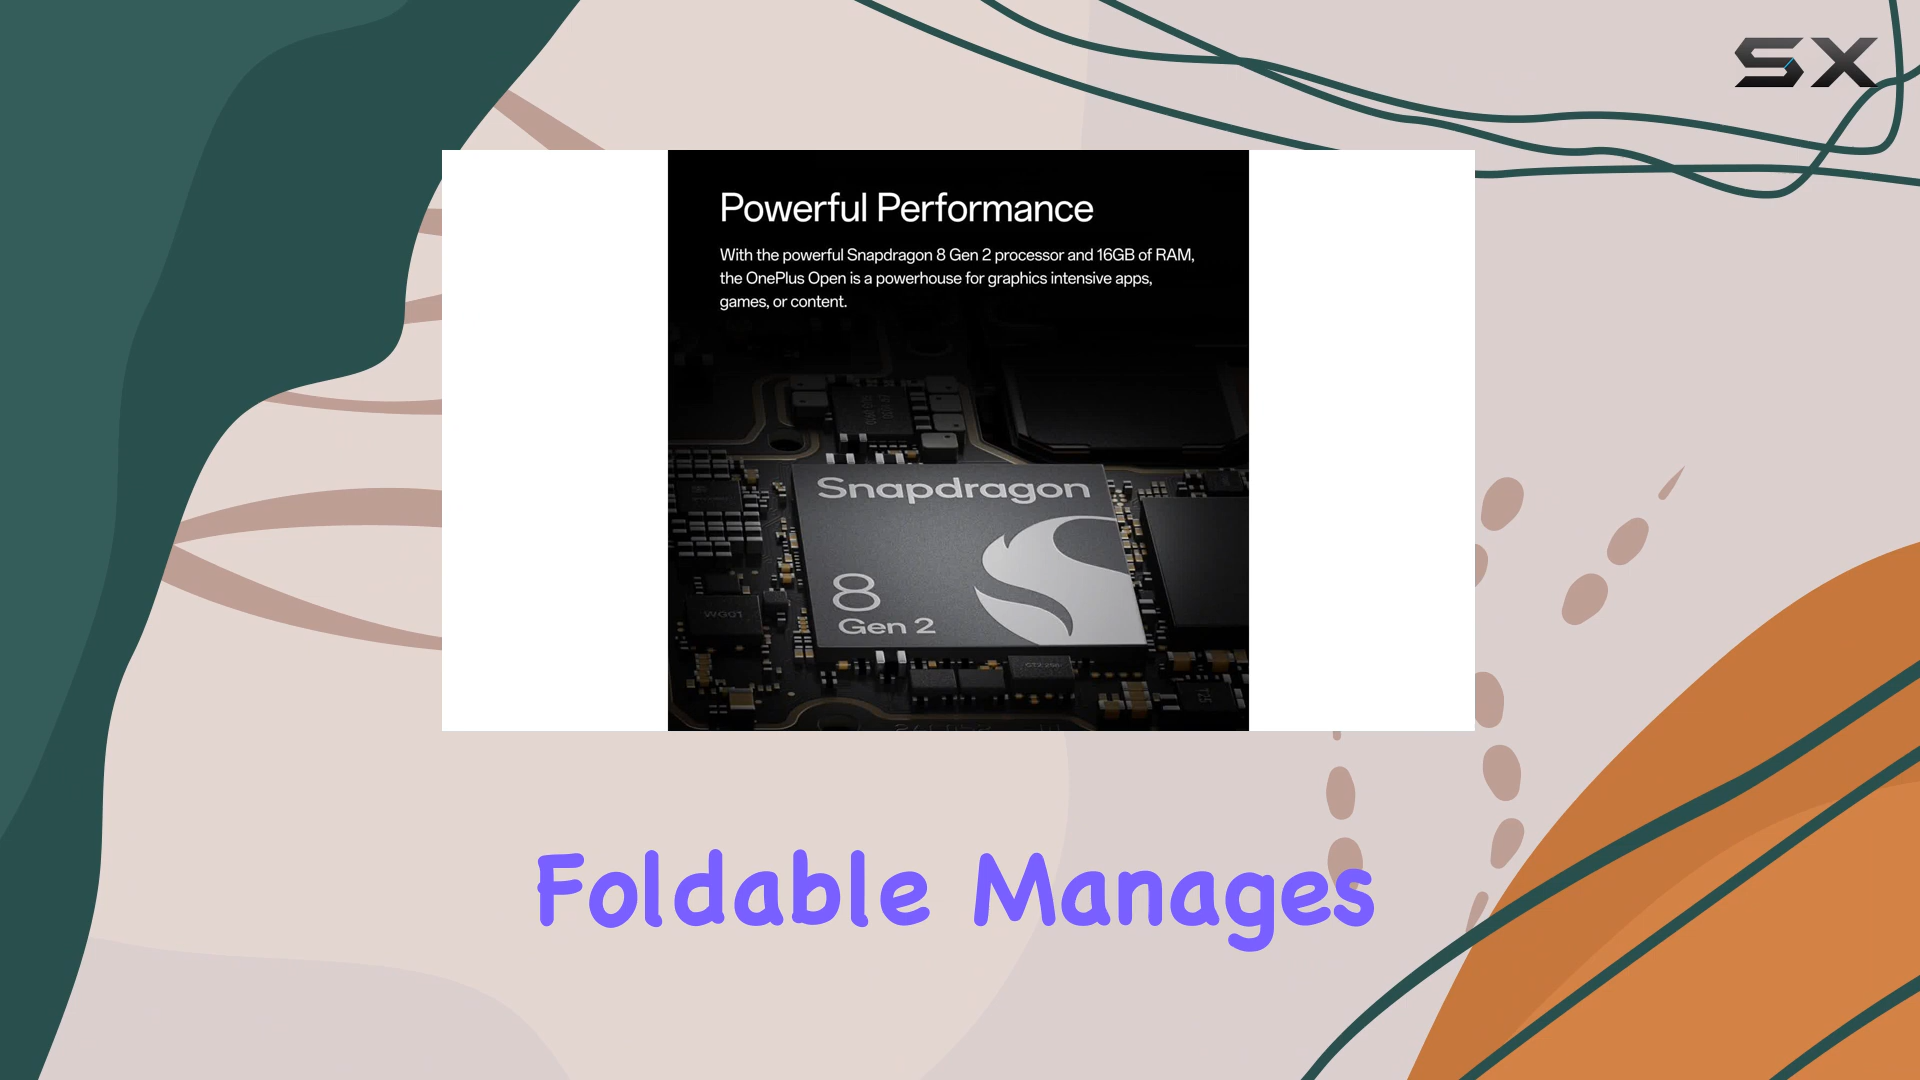 SX
Powerful Performance
With the powerful Snapdragon 8 Gen 2 processor and 16GB of RAM,
the OnePlus Open is a powerhouse for graphics intensive apps,
games, or content.
Snapdragon
8
Gen 2
WG01
Foldable Manages